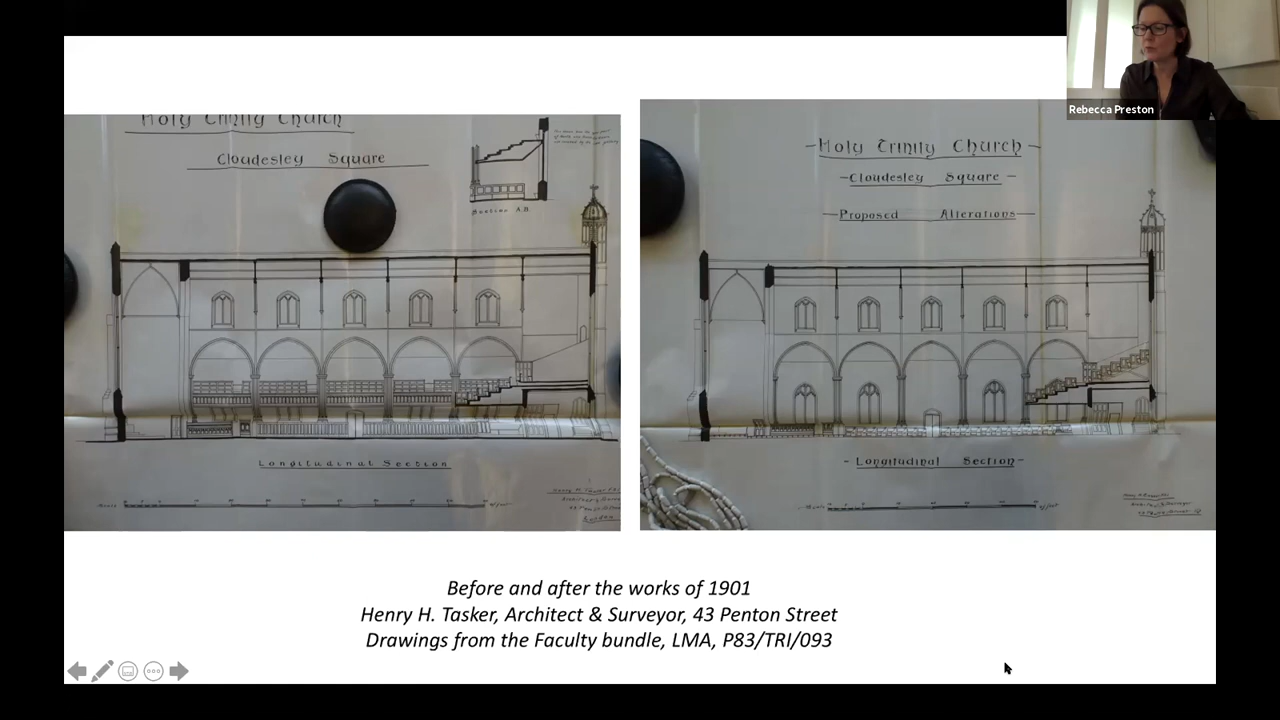 Rebecca Preston
Holy Trinity Church
Cloudesley Square
Section A.B.
Longitudinal Section
Holy Trinity Church
Cloudesley Square
Proposed Alterations
Longitudinal Section
Before and after the works of 1901
Henry H. Tasker, Architect & Surveyor, 43 Penton Street
Drawings from the Faculty bundle, LMA, P83/TRI/093